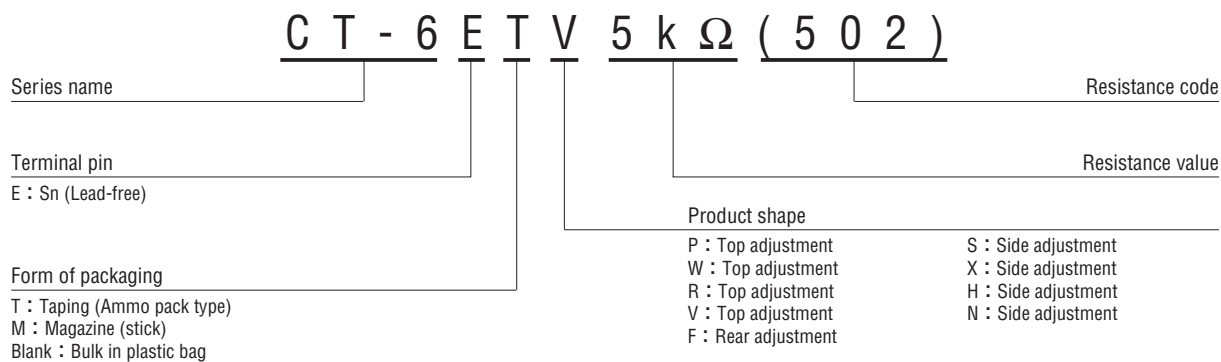 CT-6ETV 5kΩ (502)
Series name
Resistance code
Terminal pin
E：Sn (Lead-free)
Resistance value
Product shape
P：Top adjustment
W：Top adjustment
R：Top adjustment
V：Top adjustment
F：Rear adjustment
S：Side adjustment
X：Side adjustment
H：Side adjustment
N：Side adjustment
Form of packaging
T：Taping (Ammo pack type)
M：Magazine (stick)
Blank：Bulk in plastic bag